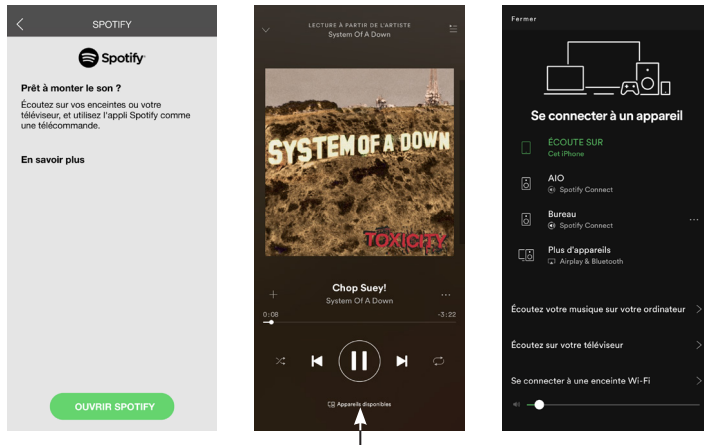 SPOTIFY
Spotify
Prêt à monter le son ?
Écoutez sur vos enceintes ou votre
téléviseur, et utilisez l'appli Spotify comme
une télécommande.
En savoir plus
OUVRIR SPOTIFY
LECTURE À PARTIR DE L'ARTISTE
System Of A Down
SYSTEM OF A DOWN
TOXICITY
Chop Suey!
System Of A Down
0:08
-3:22
Appareils disponibles
Fermer
Se connecter à un appareil
ÉCOUTE SUR
Cet iPhone
AIO
Spotify Connect
Bureau
Spotify Connect
Plus d'appareils
Airplay & Bluetooth
Écoutez votre musique sur votre ordinateur
Écoutez sur votre téléviseur
Se connecter à une enceinte Wi-Fi